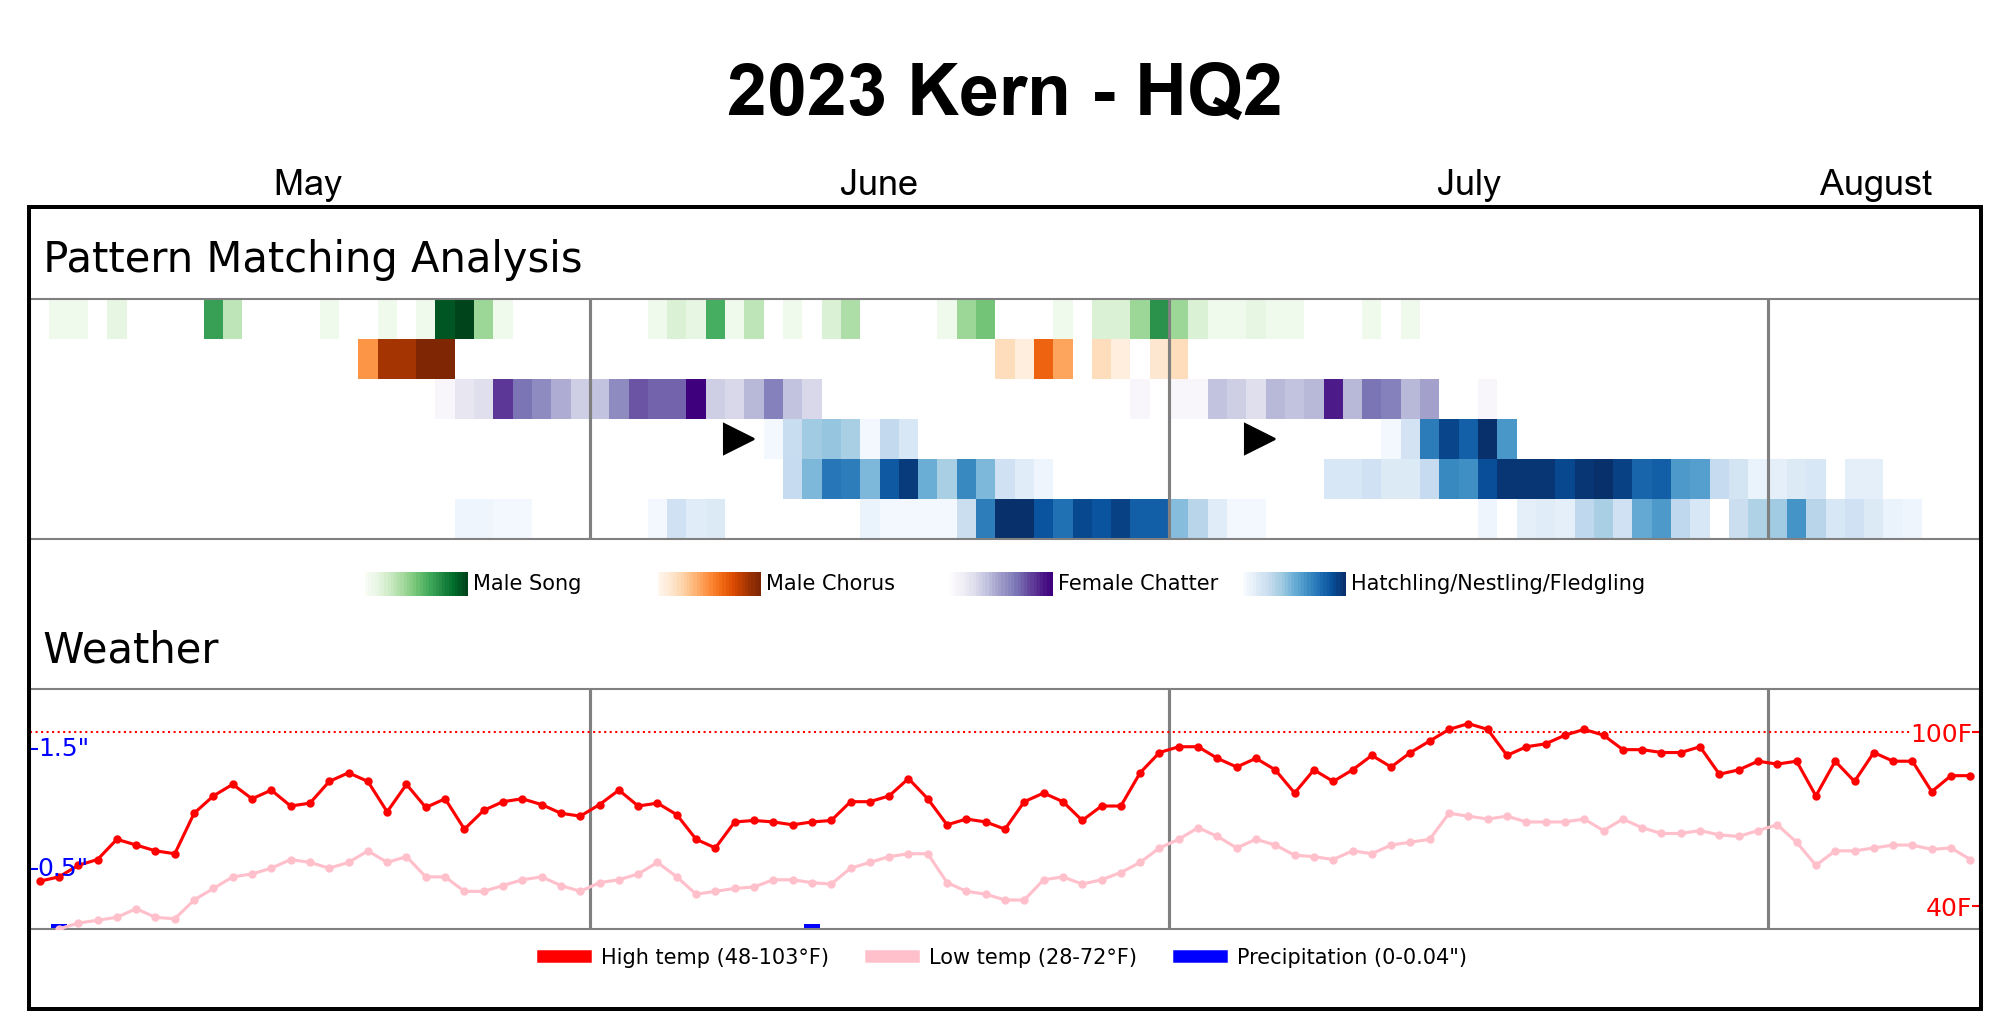 2023 Kern - HQ2
May June July August
Pattern Matching Analysis
Male Song Male Chorus Female Chatter Hatchling/Nestling/Fledgling
Weather
100F
1.5"
0.5"
40F
High temp (48-103°F) Low temp (28-72°F) Precipitation (0-0.04")